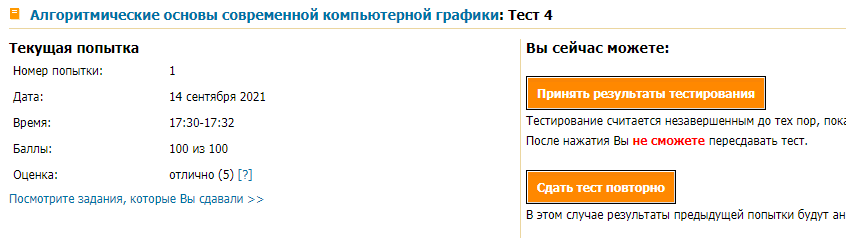 Алгоритмические основы современной компьютерной графики: Тест 4
Текущая попытка
Номер попытки: 1
Дата: 14 сентября 2021
Время: 17:30-17:32
Баллы: 100 из 100
Оценка: отлично (5) [?]
Посмотрите задания, которые Вы сдавали >>
Вы сейчас можете:
Принять результаты тестирования
Тестирование считается незавершенным до тех пор,
После нажатия Вы не сможете пересдавать тест.
Сдать тест повторно
В этом случае результаты предыдущей попытки будут